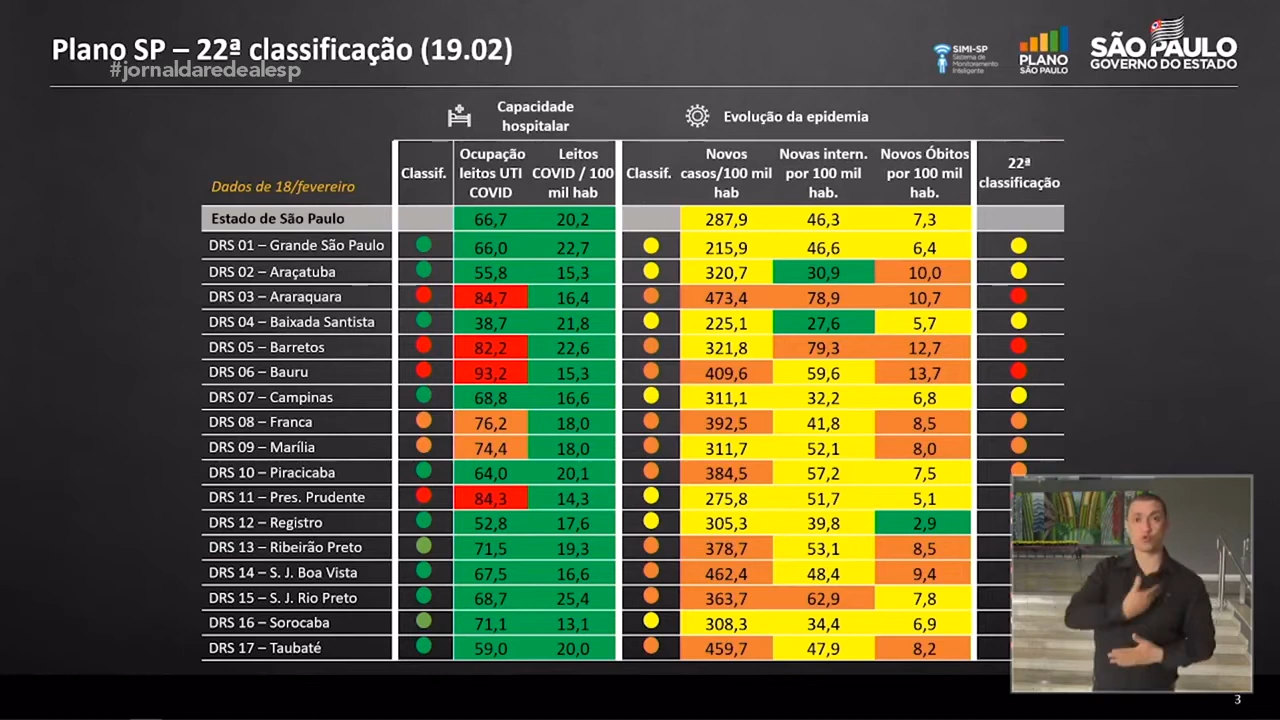 Plano SP – 22ª classificação (19.02)
#jornaldaredealesp
SIMI-SP
Sistema de
Monitoramento
Inteligente
PLANO
SÃO PAULO
SÃO PAULO
GOVERNO DO ESTADO
Capacidade
hospitalar
Evolução da epidemia
Dados de 18/fevereiro
Classif.
Ocupação
leitos UTI
COVID
Leitos
COVID / 100
mil hab
Classif.
Novos
casos/100 mil
hab
Novas intern.
por 100 mil
hab.
Novos Óbitos
por 100 mil
hab.
22ª
classificação
Estado de São Paulo 66,7 20,2 287,9 46,3 7,3
DRS 01 – Grande São Paulo 66,0 22,7 215,9 46,6 6,4
DRS 02 – Araçatuba 55,8 15,3 320,7 30,9 10,0
DRS 03 – Araraquara 84,7 16,4 473,4 78,9 10,7
DRS 04 – Baixada Santista 38,7 21,8 225,1 27,6 5,7
DRS 05 – Barretos 82,2 22,6 321,8 79,3 12,7
DRS 06 – Bauru 93,2 15,3 409,6 59,6 13,7
DRS 07 – Campinas 68,8 16,6 311,1 32,2 6,8
DRS 08 – Franca 76,2 18,0 392,5 41,8 8,5
DRS 09 – Marília 74,4 18,0 311,7 52,1 8,0
DRS 10 – Piracicaba 64,0 20,1 384,5 57,2 7,5
DRS 11 – Pres. Prudente 84,3 14,3 275,8 51,7 5,1
DRS 12 – Registro 52,8 17,6 305,3 39,8 2,9
DRS 13 – Ribeirão Preto 71,5 19,3 378,7 53,1 8,5
DRS 14 – S. J. Boa Vista 67,5 16,6 462,4 48,4 9,4
DRS 15 – S. J. Rio Preto 68,7 25,4 363,7 62,9 7,8
DRS 16 – Sorocaba 71,1 13,1 308,3 34,4 6,9
DRS 17 – Taubaté 59,0 20,0 459,7 47,9 8,2
3